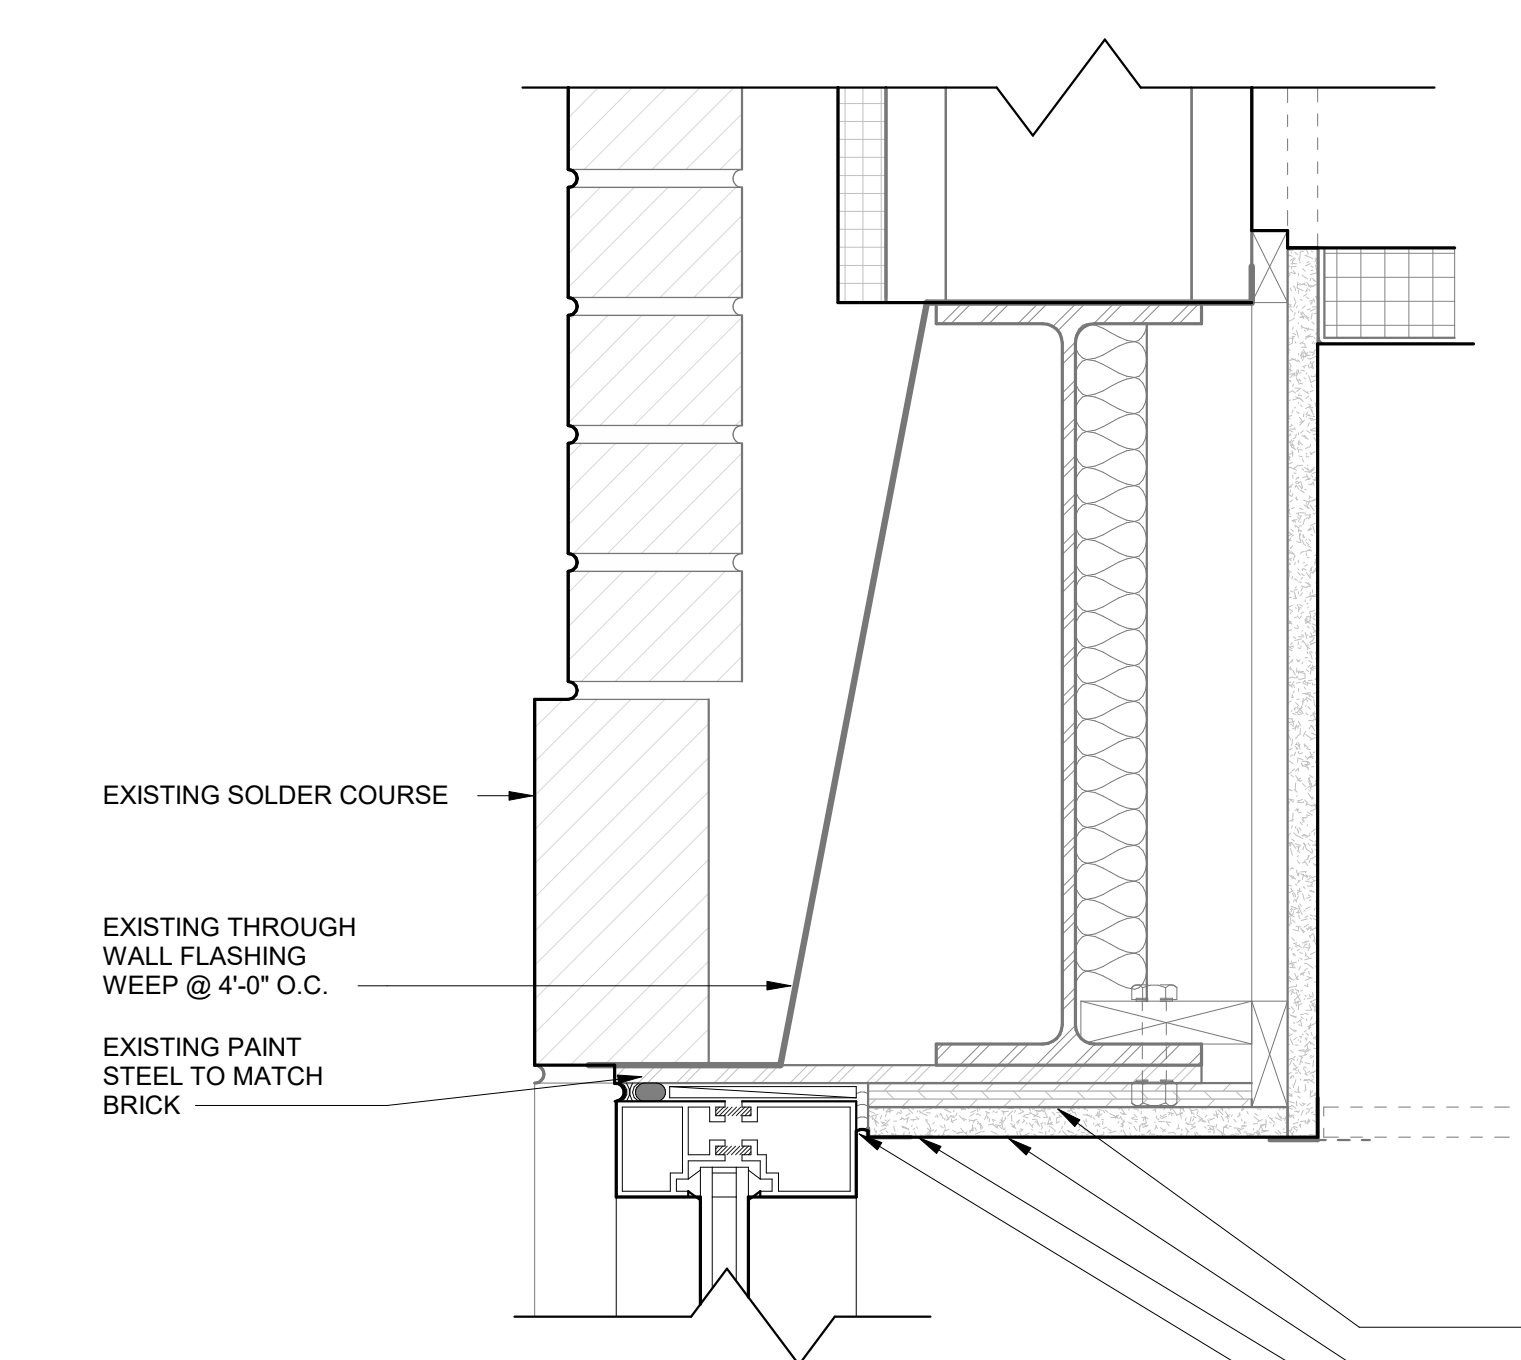 EXISTING SOLDER COURSE
EXISTING THROUGH
WALL FLASHING
WEEP @ 4'-0" O.C.
EXISTING PAINT
STEEL TO MATCH
BRICK